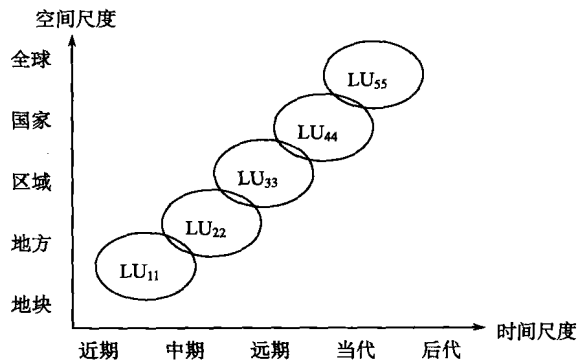 空间尺度
全球
LU55
国家
LU44
区域
LU33
地方
LU22
LU11
地块
时间尺度
近期 中期 远期 当代 后代